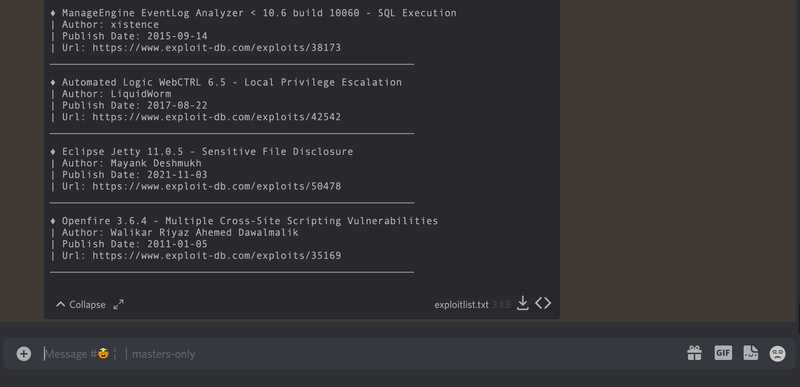 ♦ ManageEngine EventLog Analyzer < 10.6 build 10060 - SQL Execution
| Author: xistence
| Publish Date: 2015-09-14
| Url: https://www.exploit-db.com/exploits/38173
♦ Automated Logic WebCTRL 6.5 - Local Privilege Escalation
| Author: LiquidWorm
| Publish Date: 2017-08-22
| Url: https://www.exploit-db.com/exploits/42542
♦ Eclipse Jetty 11.0.5 - Sensitive File Disclosure
| Author: Mayank Deshmukh
| Publish Date: 2021-11-03
| Url: https://www.exploit-db.com/exploits/50478
♦ Openfire 3.6.4 - Multiple Cross-Site Scripting Vulnerabilities
| Author: Walikar Riyaz Ahemed Dawalmalik
| Publish Date: 2011-01-05
| Url: https://www.exploit-db.com/exploits/35169
Collapse exploitlist.txt 3 KB
Message #🤠¦ ｜masters-only GIF